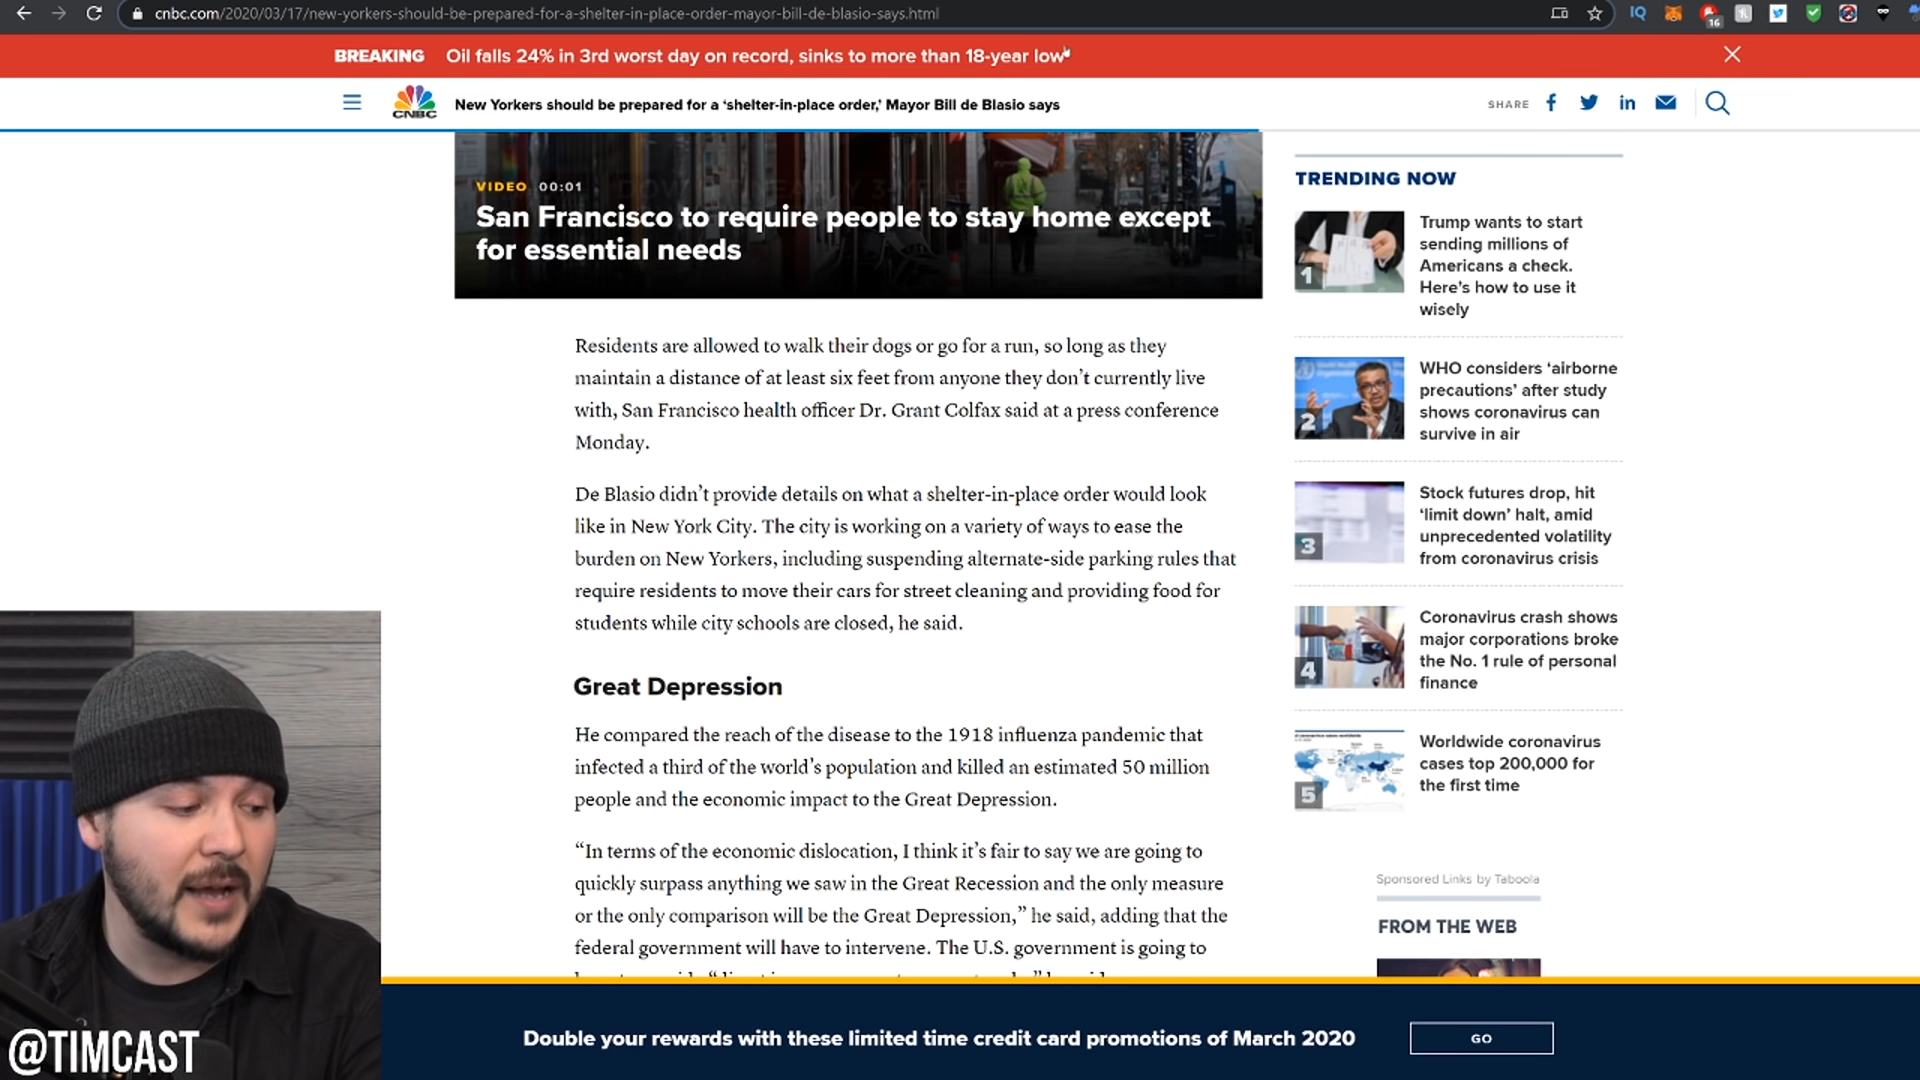 cnbc.com/2020/03/17/new-yorkers-should-be-prepared-for-a-shelter-in-place-order-mayor-bill-de-blasio-says.html
IQ
16
BREAKING Oil falls 24% in 3rd worst day on record, sinks to more than 18-year low
CNBC
New Yorkers should be prepared for a ‘shelter-in-place order,’ Mayor Bill de Blasio says
SHARE
VIDEO 00:01
San Francisco to require people to stay home except
for essential needs
Residents are allowed to walk their dogs or go for a run, so long as they
maintain a distance of at least six feet from anyone they don’t currently live
with, San Francisco health officer Dr. Grant Colfax said at a press conference
Monday.
De Blasio didn’t provide details on what a shelter-in-place order would look
like in New York City. The city is working on a variety of ways to ease the
burden on New Yorkers, including suspending alternate-side parking rules that
require residents to move their cars for street cleaning and providing food for
students while city schools are closed, he said.
Great Depression
He compared the reach of the disease to the 1918 influenza pandemic that
infected a third of the world’s population and killed an estimated 50 million
people and the economic impact to the Great Depression.
“In terms of the economic dislocation, I think it’s fair to say we are going to
quickly surpass anything we saw in the Great Recession and the only measure
or the only comparison will be the Great Depression,” he said, adding that the
federal government will have to intervene. The U.S. government is going to
TRENDING NOW
1
Trump wants to start
sending millions of
Americans a check.
Here’s how to use it
wisely
2
WHO considers ‘airborne
precautions’ after study
shows coronavirus can
survive in air
3
Stock futures drop, hit
‘limit down’ halt, amid
unprecedented volatility
from coronavirus crisis
4
Coronavirus crash shows
major corporations broke
the No. 1 rule of personal
finance
5
Worldwide coronavirus
cases top 200,000 for
the first time
Sponsored Links by Taboola
FROM THE WEB
@TIMCAST
Double your rewards with these limited time credit card promotions of March 2020
GO